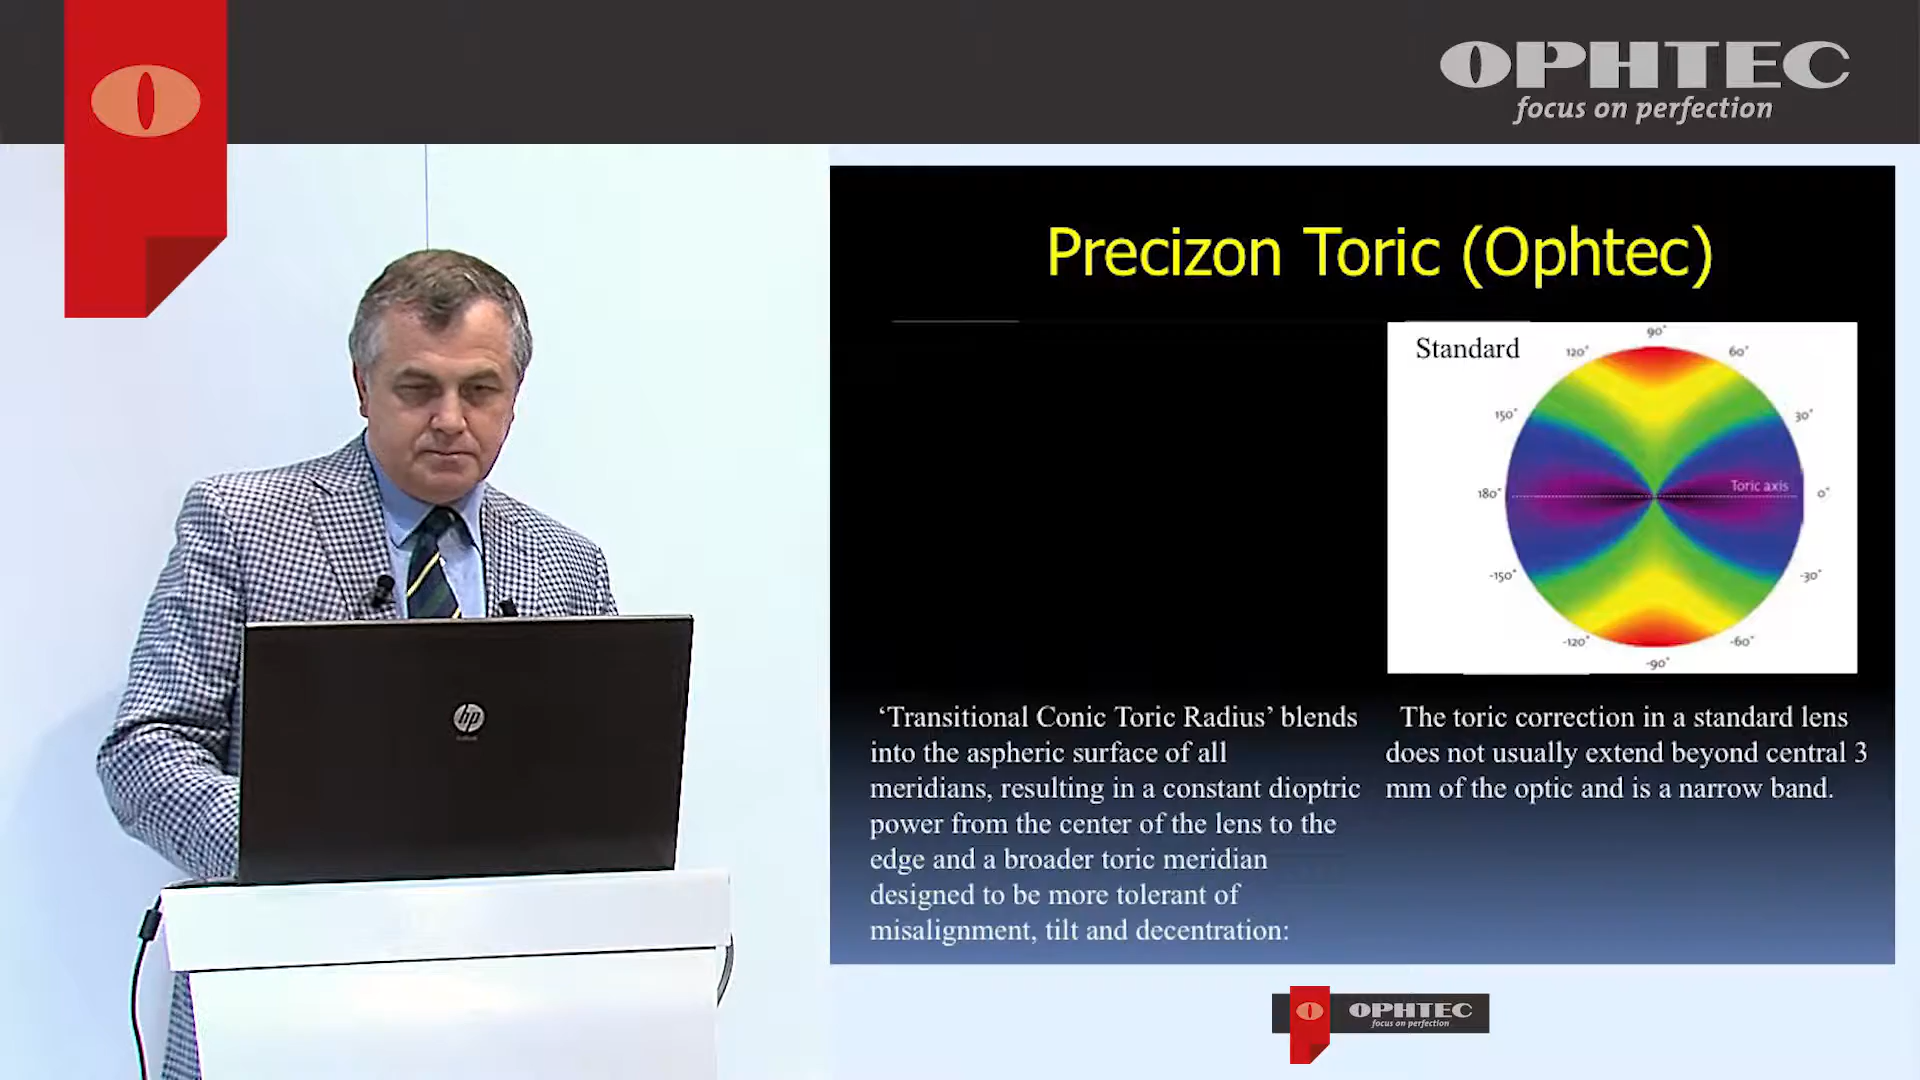 OPHTEC
focus on perfection
Precizon Toric (Ophtec)
Standard
90°
120°
60°
150°
30°
180°
Toric axis
0°
-150°
-30°
-120°
-60°
-90°
‘Transitional Conic Toric Radius’ blends
into the aspheric surface of all
meridians, resulting in a constant dioptric
power from the center of the lens to the
edge and a broader toric meridian
designed to be more tolerant of
misalignment, tilt and decentration:
The toric correction in a standard lens
does not usually extend beyond central 3
mm of the optic and is a narrow band.
hp
OPHTEC
focus on perfection